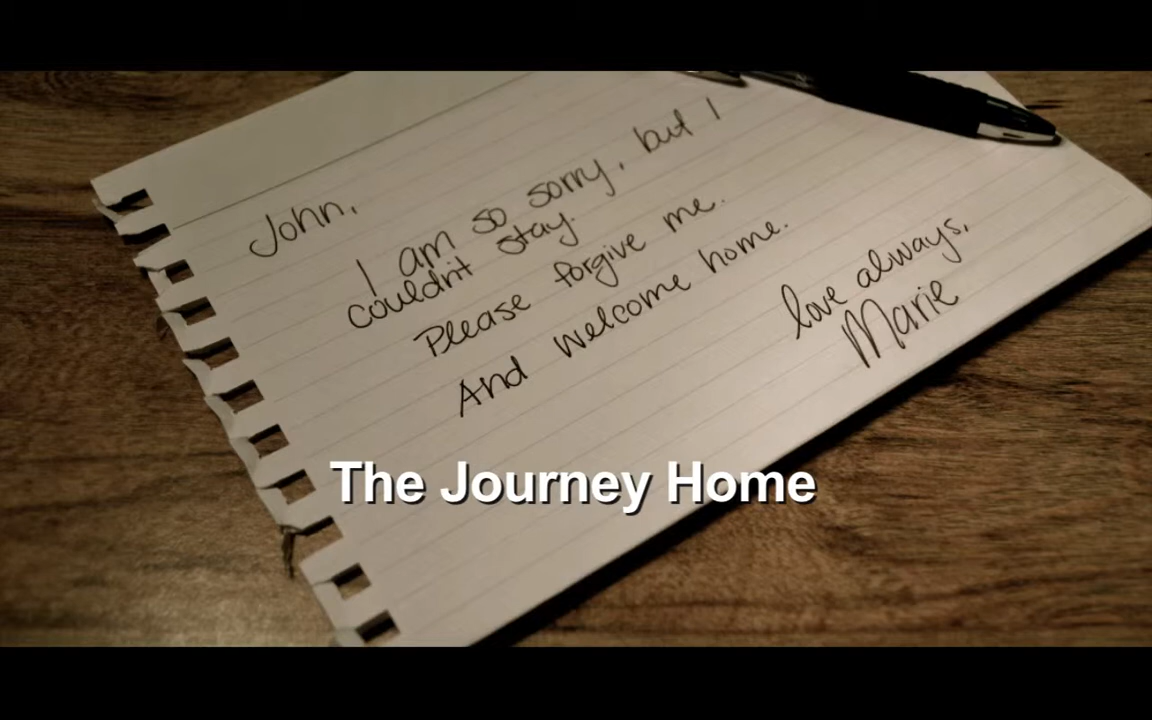 John,
I am so sorry, but I
couldn't stay.
Please forgive me.
And welcome home.
love always,
Marie
The Journey Home